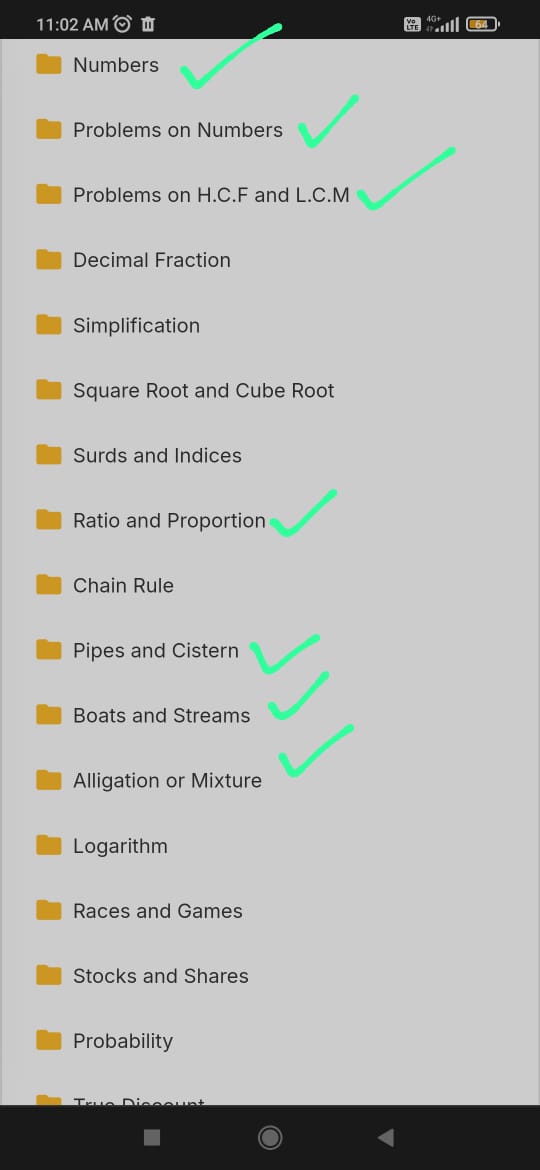 11:02 AM
Vo LTE 4G+ 64
Numbers
Problems on Numbers
Problems on H.C.F and L.C.M
Decimal Fraction
Simplification
Square Root and Cube Root
Surds and Indices
Ratio and Proportion
Chain Rule
Pipes and Cistern
Boats and Streams
Alligation or Mixture
Logarithm
Races and Games
Stocks and Shares
Probability
True Discount